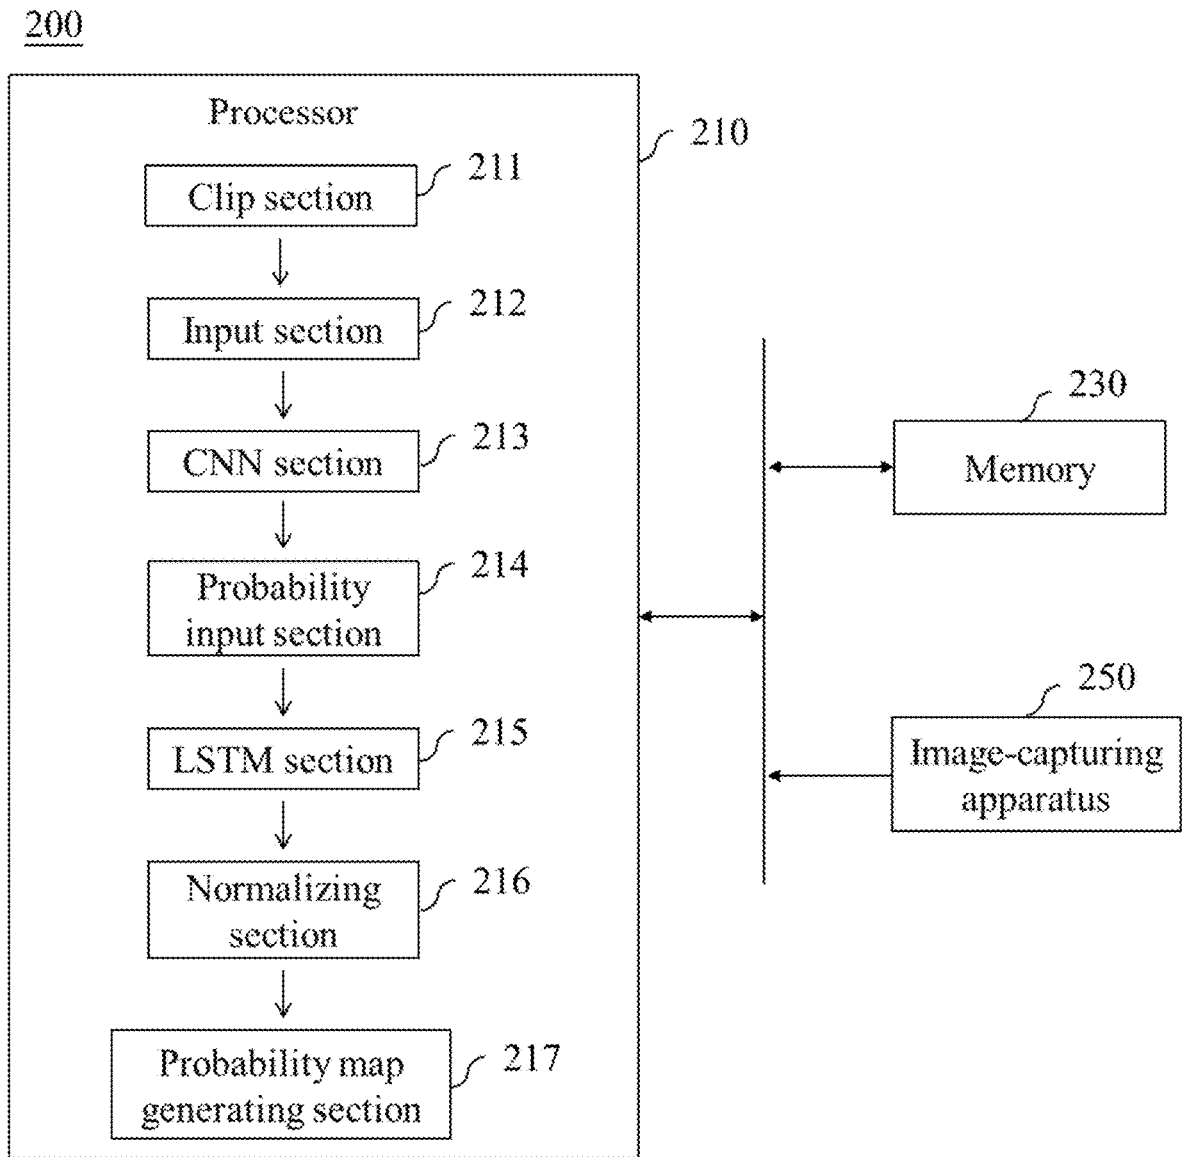 200
Processor
210
211
Clip section
212
Input section
213
CNN section
214
Probability
input section
215
LSTM section
216
Normalizing
section
217
Probability map
generating section
230
Memory
250
Image-capturing
apparatus